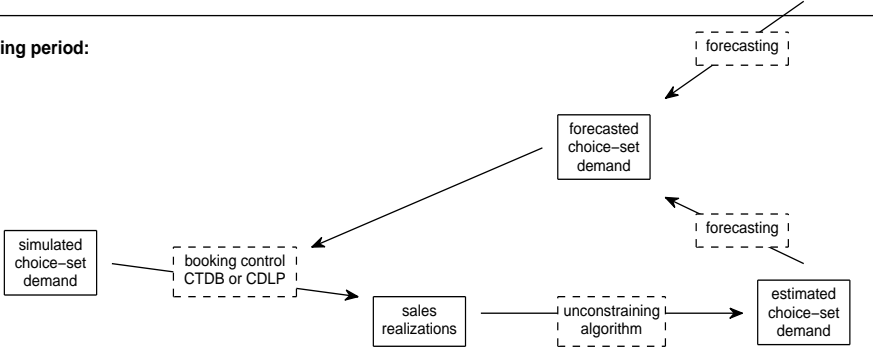 ing period:
forecasting
forecasted
choice−set
demand
forecasting
simulated
choice−set
demand
booking control
CTDB or CDLP
sales
realizations
unconstraining
algorithm
estimated
choice−set
demand